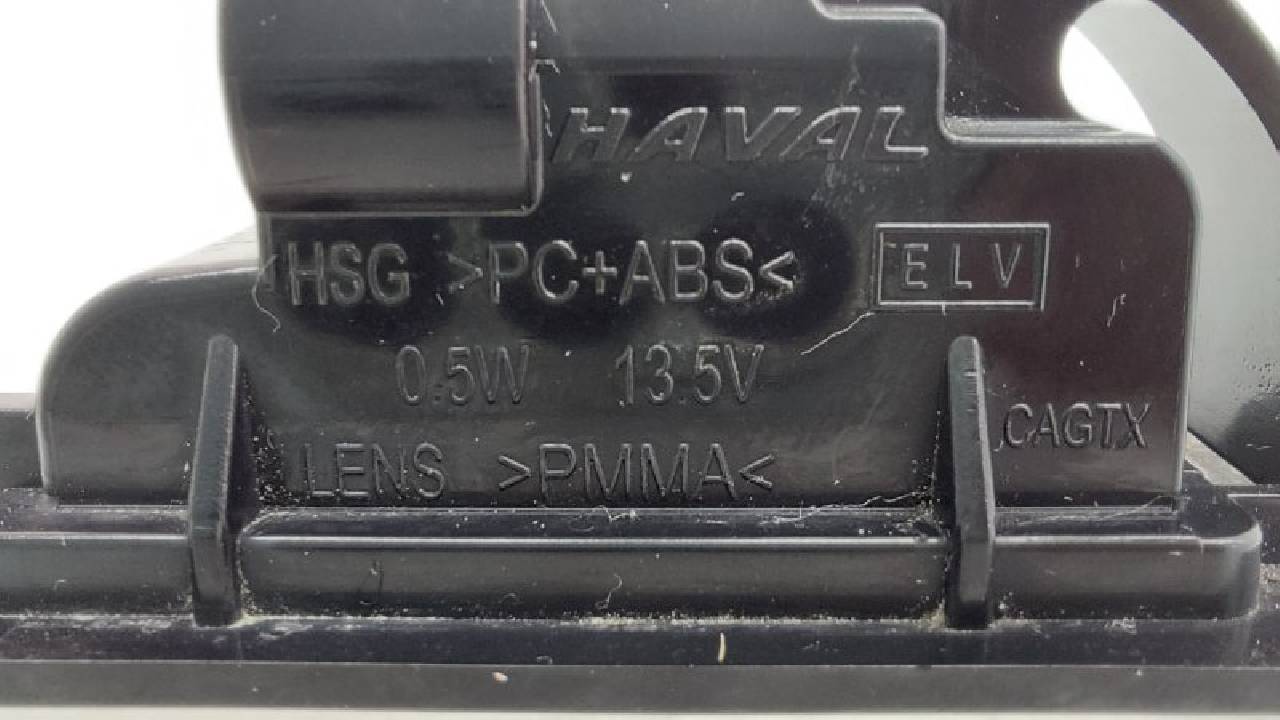 HAVAL
HSG >PC+ABS< ELV
0.5W 13.5V
CAGTX
LENS >PMMA<